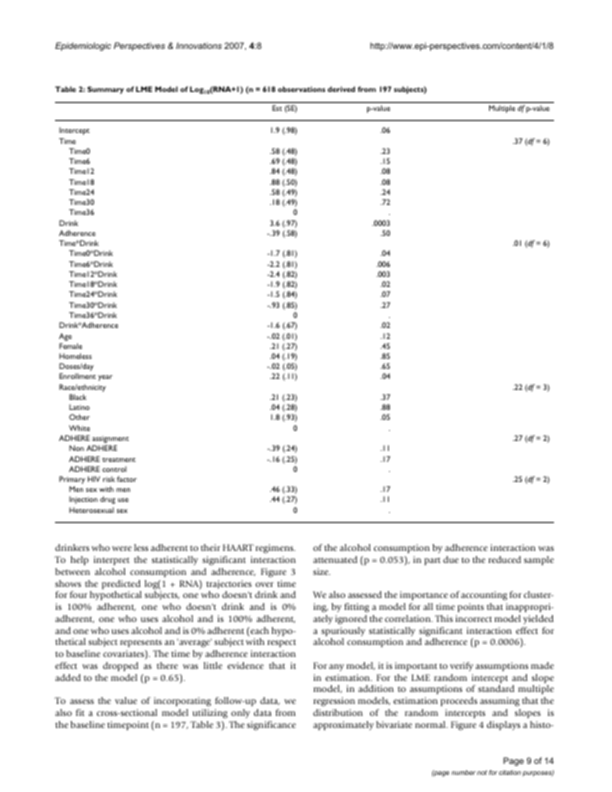 Epidemiologic Perspectives & Innovations 2007, 4:8 http://www.epi-perspectives.com/content/4/1/8
Table 2: Summary of LME Model of Log10(RNA+1) (n = 618 observations derived from 197 subjects)
Est (SE) p-value Multiple df p-value
Intercept 1.9 (.98) .06
Time .37 (df = 6)
Time0 .58 (.48) .23
Time6 .69 (.48) .15
Time12 .84 (.48) .08
Time18 .88 (.50) .08
Time24 .58 (.49) .24
Time30 .18 (.49) .72
Time36 0 .
Drink 3.6 (.97) .0003
Adherence -.39 (.58) .50
Time*Drink .01 (df = 6)
Time0*Drink -1.7 (.81) .04
Time6*Drink -2.2 (.81) .006
Time12*Drink -2.4 (.82) .003
Time18*Drink -1.9 (.82) .02
Time24*Drink -1.5 (.84) .07
Time30*Drink -.93 (.85) .27
Time36*Drink 0 .
Drink*Adherence -1.6 (.67) .02
Age -.02 (.01) .12
Female .21 (.27) .45
Homeless .04 (.19) .85
Doses/day -.02 (.05) .65
Enrollment year .22 (.11) .04
Race/ethnicity .22 (df = 3)
Black .21 (.23) .37
Latino .04 (.28) .88
Other 1.8 (.93) .05
White 0 .
ADHERE assignment .27 (df = 2)
Non ADHERE -.39 (.24) .11
ADHERE treatment -.16 (.25) .17
ADHERE control 0 .
Primary HIV risk factor .25 (df = 2)
Men sex with men .46 (.33) .17
Injection drug use .44 (.27) .11
Heterosexual sex 0 .
drinkers who were less adherent to their HAART regimens.
To help interpret the statistically significant interaction
between alcohol consumption and adherence, Figure 3
shows the predicted log(1 + RNA) trajectories over time
for four hypothetical subjects, one who doesn't drink and
is 100% adherent, one who doesn't drink and is 0%
adherent, one who uses alcohol and is 100% adherent,
and one who uses alcohol and is 0% adherent (each hypo-
thetical subject represents an 'average' subject with respect
to baseline covariates). The time by adherence interaction
effect was dropped as there was little evidence that it
added to the model (p = 0.65).
To assess the value of incorporating follow-up data, we
also fit a cross-sectional model utilizing only data from
the baseline timepoint (n = 197, Table 3). The significance
of the alcohol consumption by adherence interaction was
attenuated (p = 0.053), in part due to the reduced sample
size.
We also assessed the importance of accounting for cluster-
ing, by fitting a model for all time points that inappropri-
ately ignored the correlation. This incorrect model yielded
a spuriously statistically significant interaction effect for
alcohol consumption and adherence (p = 0.0006).
For any model, it is important to verify assumptions made
in estimation. For the LME random intercept and slope
model, in addition to assumptions of standard multiple
regression models, estimation proceeds assuming that the
distribution of the random intercepts and slopes is
approximately bivariate normal. Figure 4 displays a histo-
Page 9 of 14
(page number not for citation purposes)